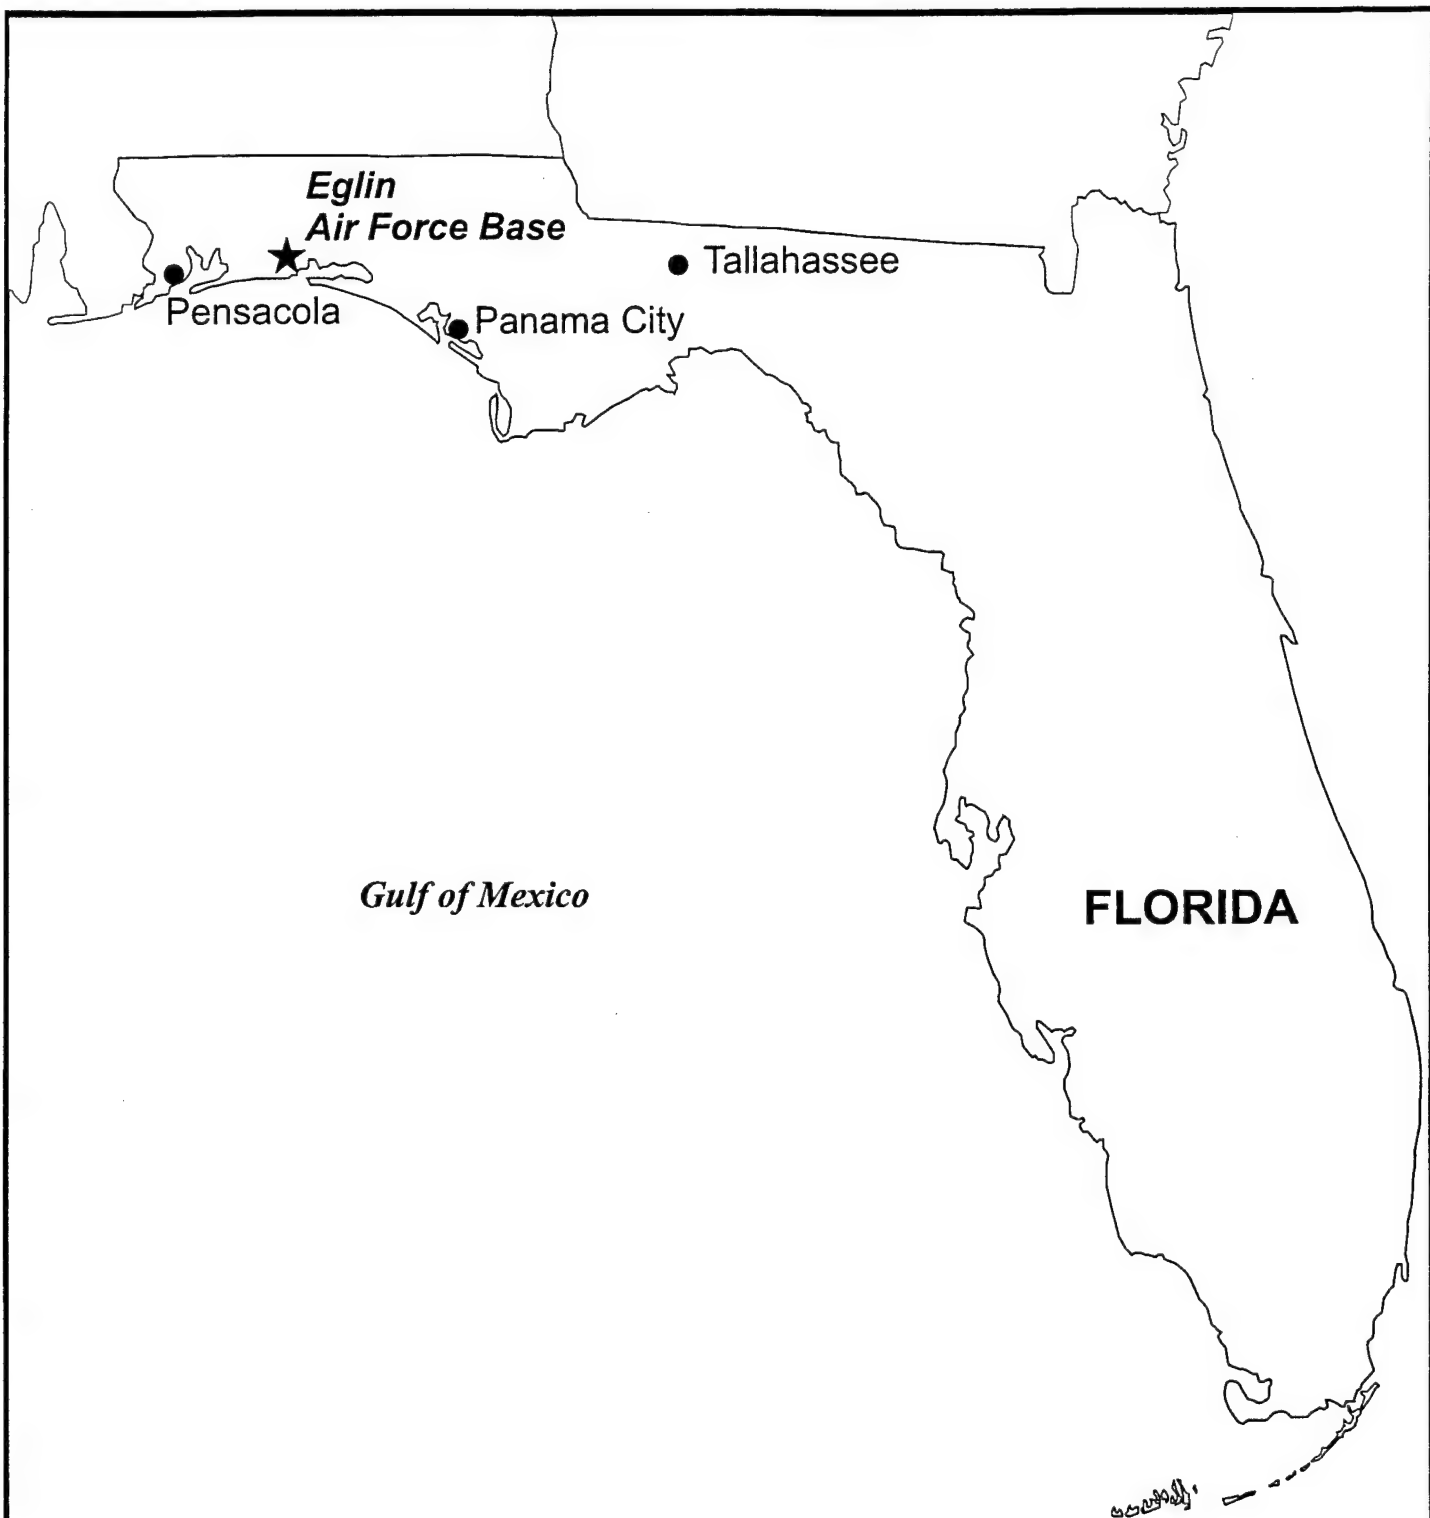 Eglin
Air Force Base
Tallahassee
Pensacola
Panama City
Gulf of Mexico
FLORIDA